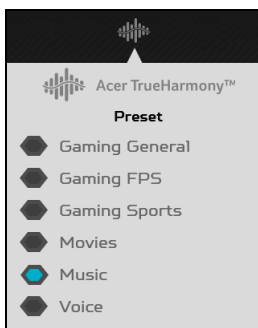 Acer TrueHarmony™
Preset
Gaming General
Gaming FPS
Gaming Sports
Movies
Music
Voice